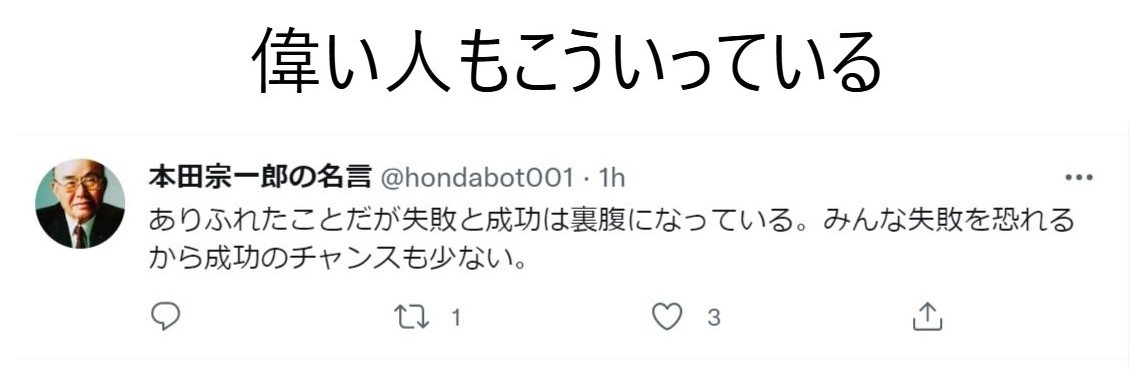 偉い人もこういっている
本田宗一郎の名言 @hondabot001 · 1h
ありふれたことだが失敗と成功は裏腹になっている。みんな失敗を恐れる
から成功のチャンスも少ない。
1 3